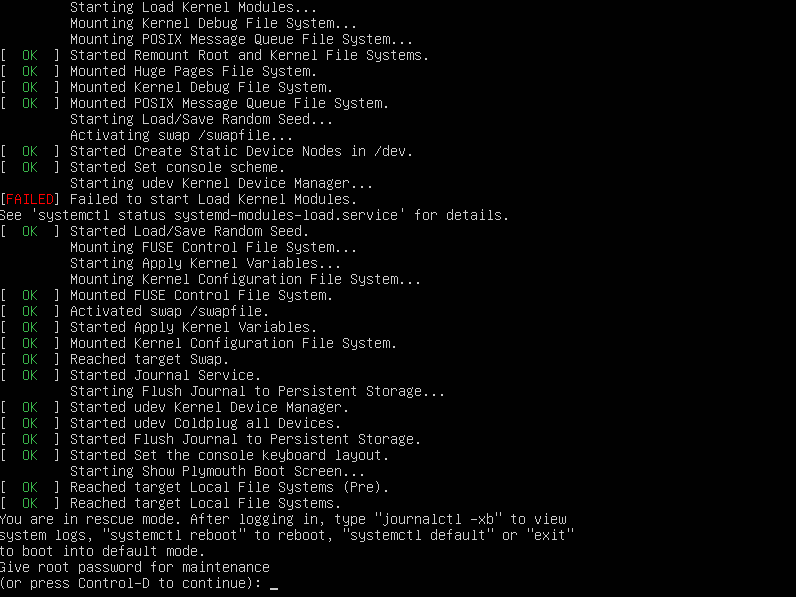 Starting Load Kernel Modules...
Mounting Kernel Debug File System...
Mounting POSIX Message Queue File System...
[  OK  ] Started Remount Root and Kernel File Systems.
[  OK  ] Mounted Huge Pages File System.
[  OK  ] Mounted Kernel Debug File System.
[  OK  ] Mounted POSIX Message Queue File System.
Starting Load/Save Random Seed...
Activating swap /swapfile...
[  OK  ] Started Create Static Device Nodes in /dev.
[  OK  ] Started Set console scheme.
Starting udev Kernel Device Manager...
[FAILED] Failed to start Load Kernel Modules.
See 'systemctl status systemd-modules-load.service' for details.
[  OK  ] Started Load/Save Random Seed.
Mounting FUSE Control File System...
Starting Apply Kernel Variables...
Mounting Kernel Configuration File System...
[  OK  ] Mounted FUSE Control File System.
[  OK  ] Activated swap /swapfile.
[  OK  ] Started Apply Kernel Variables.
[  OK  ] Mounted Kernel Configuration File System.
[  OK  ] Reached target Swap.
[  OK  ] Started Journal Service.
Starting Flush Journal to Persistent Storage...
[  OK  ] Started udev Kernel Device Manager.
[  OK  ] Started udev Coldplug all Devices.
[  OK  ] Started Flush Journal to Persistent Storage.
[  OK  ] Started Set the console keyboard layout.
Starting Show Plymouth Boot Screen...
[  OK  ] Reached target Local File Systems (Pre).
[  OK  ] Reached target Local File Systems.
You are in rescue mode. After logging in, type "journalctl -xb" to view
system logs, "systemctl reboot" to reboot, "systemctl default" or "exit"
to boot into default mode.
Give root password for maintenance
(or press Control-D to continue): _